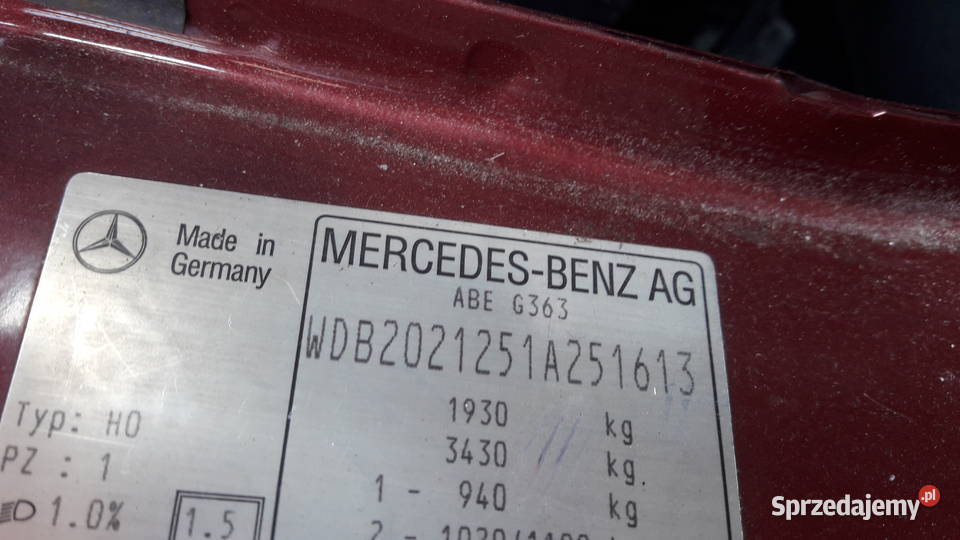 Made in
Germany
MERCEDES-BENZ AG
ABE G363
WDB2021251A251613
1930 kg
3430 kg.
1 - 940 kg
Typ: HO
PZ : 1
1.0%
1.5
Sprzedajemy.pl